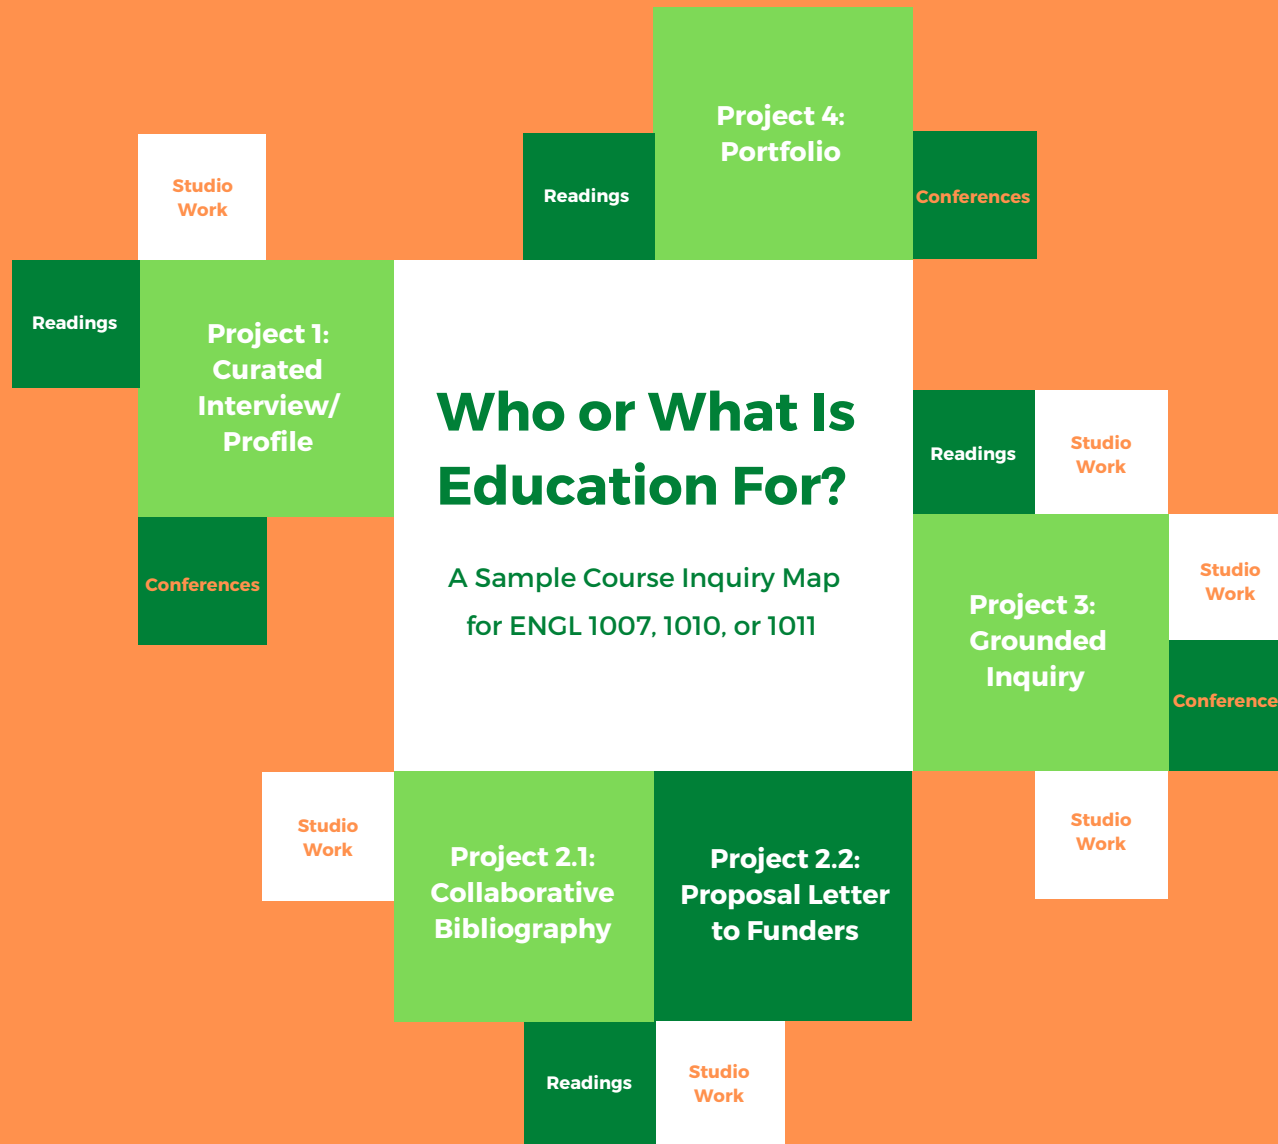 Project 4:
Portfolio
Readings
Conferences
Studio
Work
Readings
Project 1:
Curated
Interview/
Profile
Conferences
Who or What Is
Education For?
A Sample Course Inquiry Map
for ENGL 1007, 1010, or 1011
Readings
Studio
Work
Project 3:
Grounded
Inquiry
Studio
Work
Conference
Studio
Work
Studio
Work
Project 2.1:
Collaborative
Bibliography
Project 2.2:
Proposal Letter
to Funders
Readings
Studio
Work